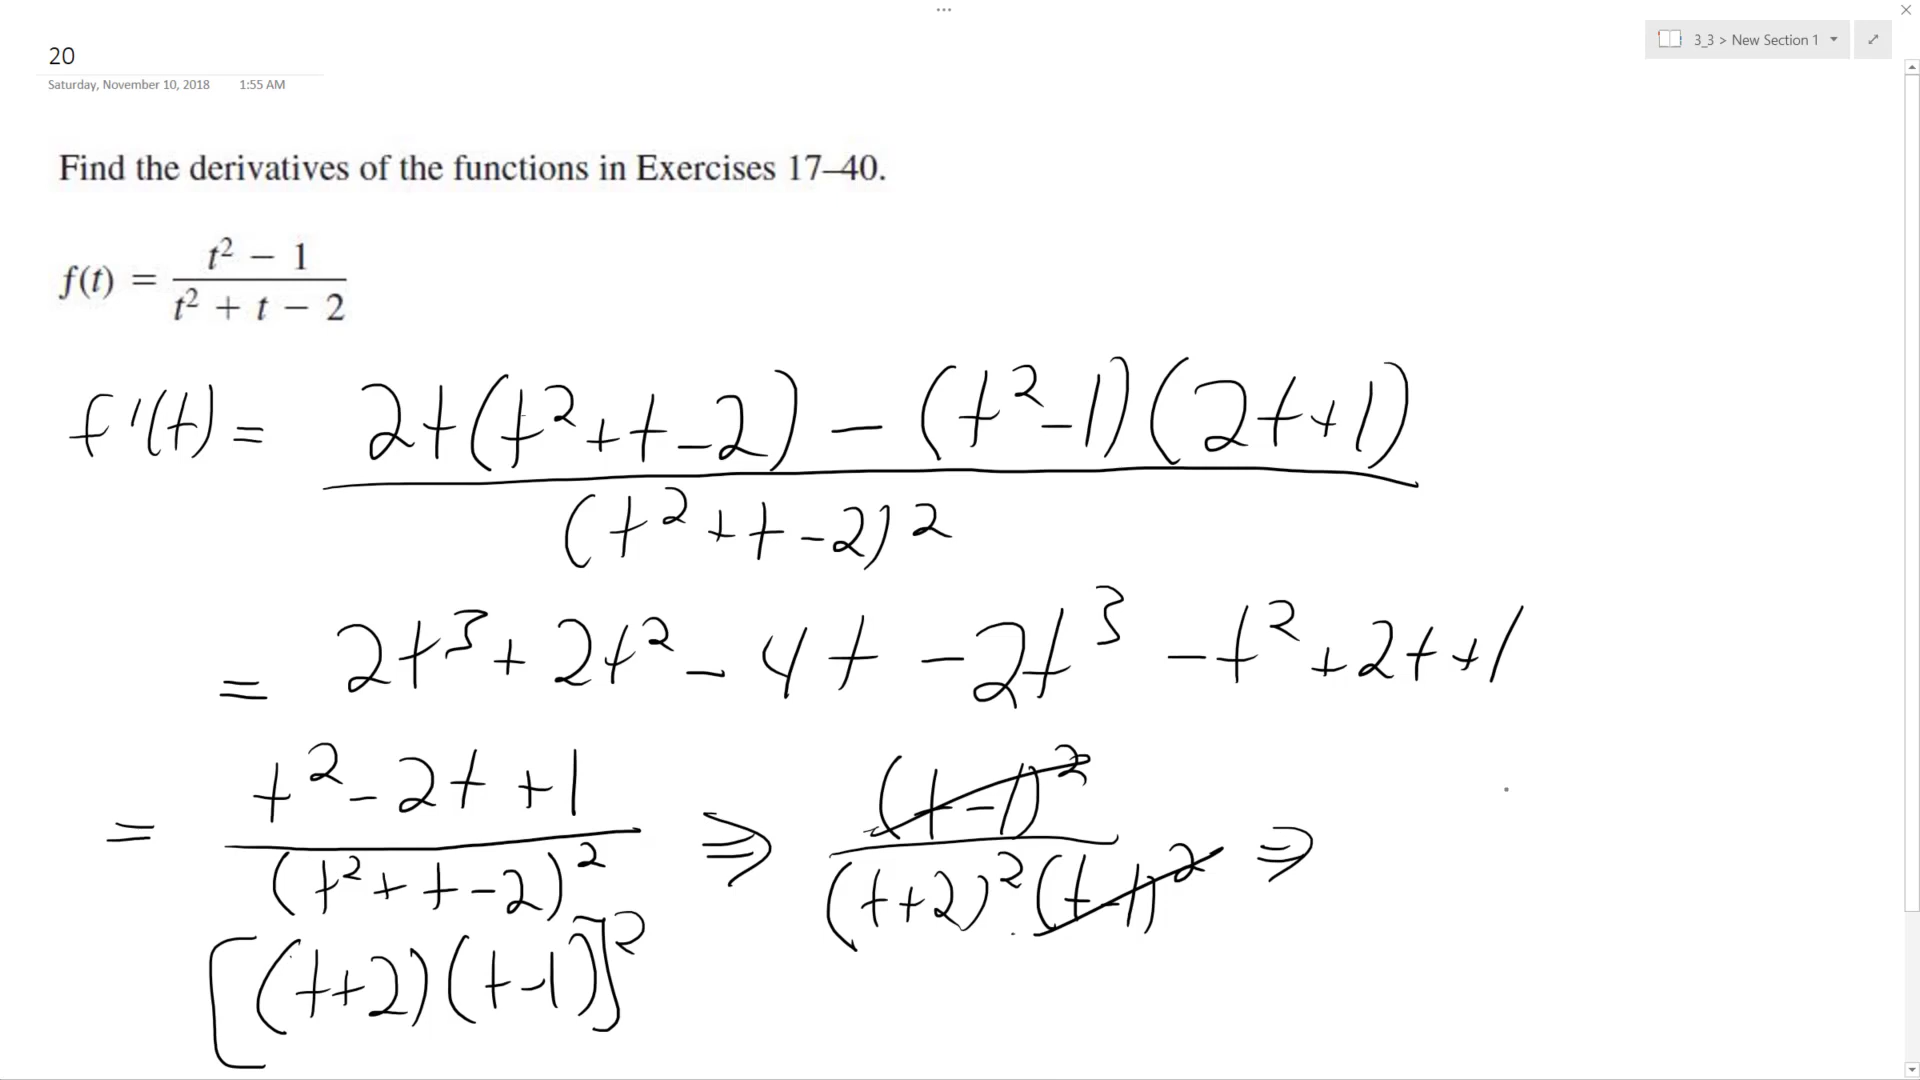 ...
3_3 > New Section 1
20
Saturday, November 10, 2018 1:55 AM
Find the derivatives of the functions in Exercises 17–40.
f(t) = (t² − 1)/(t² + t − 2)
f'(t) = (2t(t²+t−2) − (t²−1)(2t+1))/(t²+t−2)²
= 2t³+2t²−4t−2t³−t²+2t+1
= (t²−2t+1)/(t²+t−2)² ⇒ (t−1)²/((t+2)²(t−1)²) ⇒
[(t+2)(t−1)]²